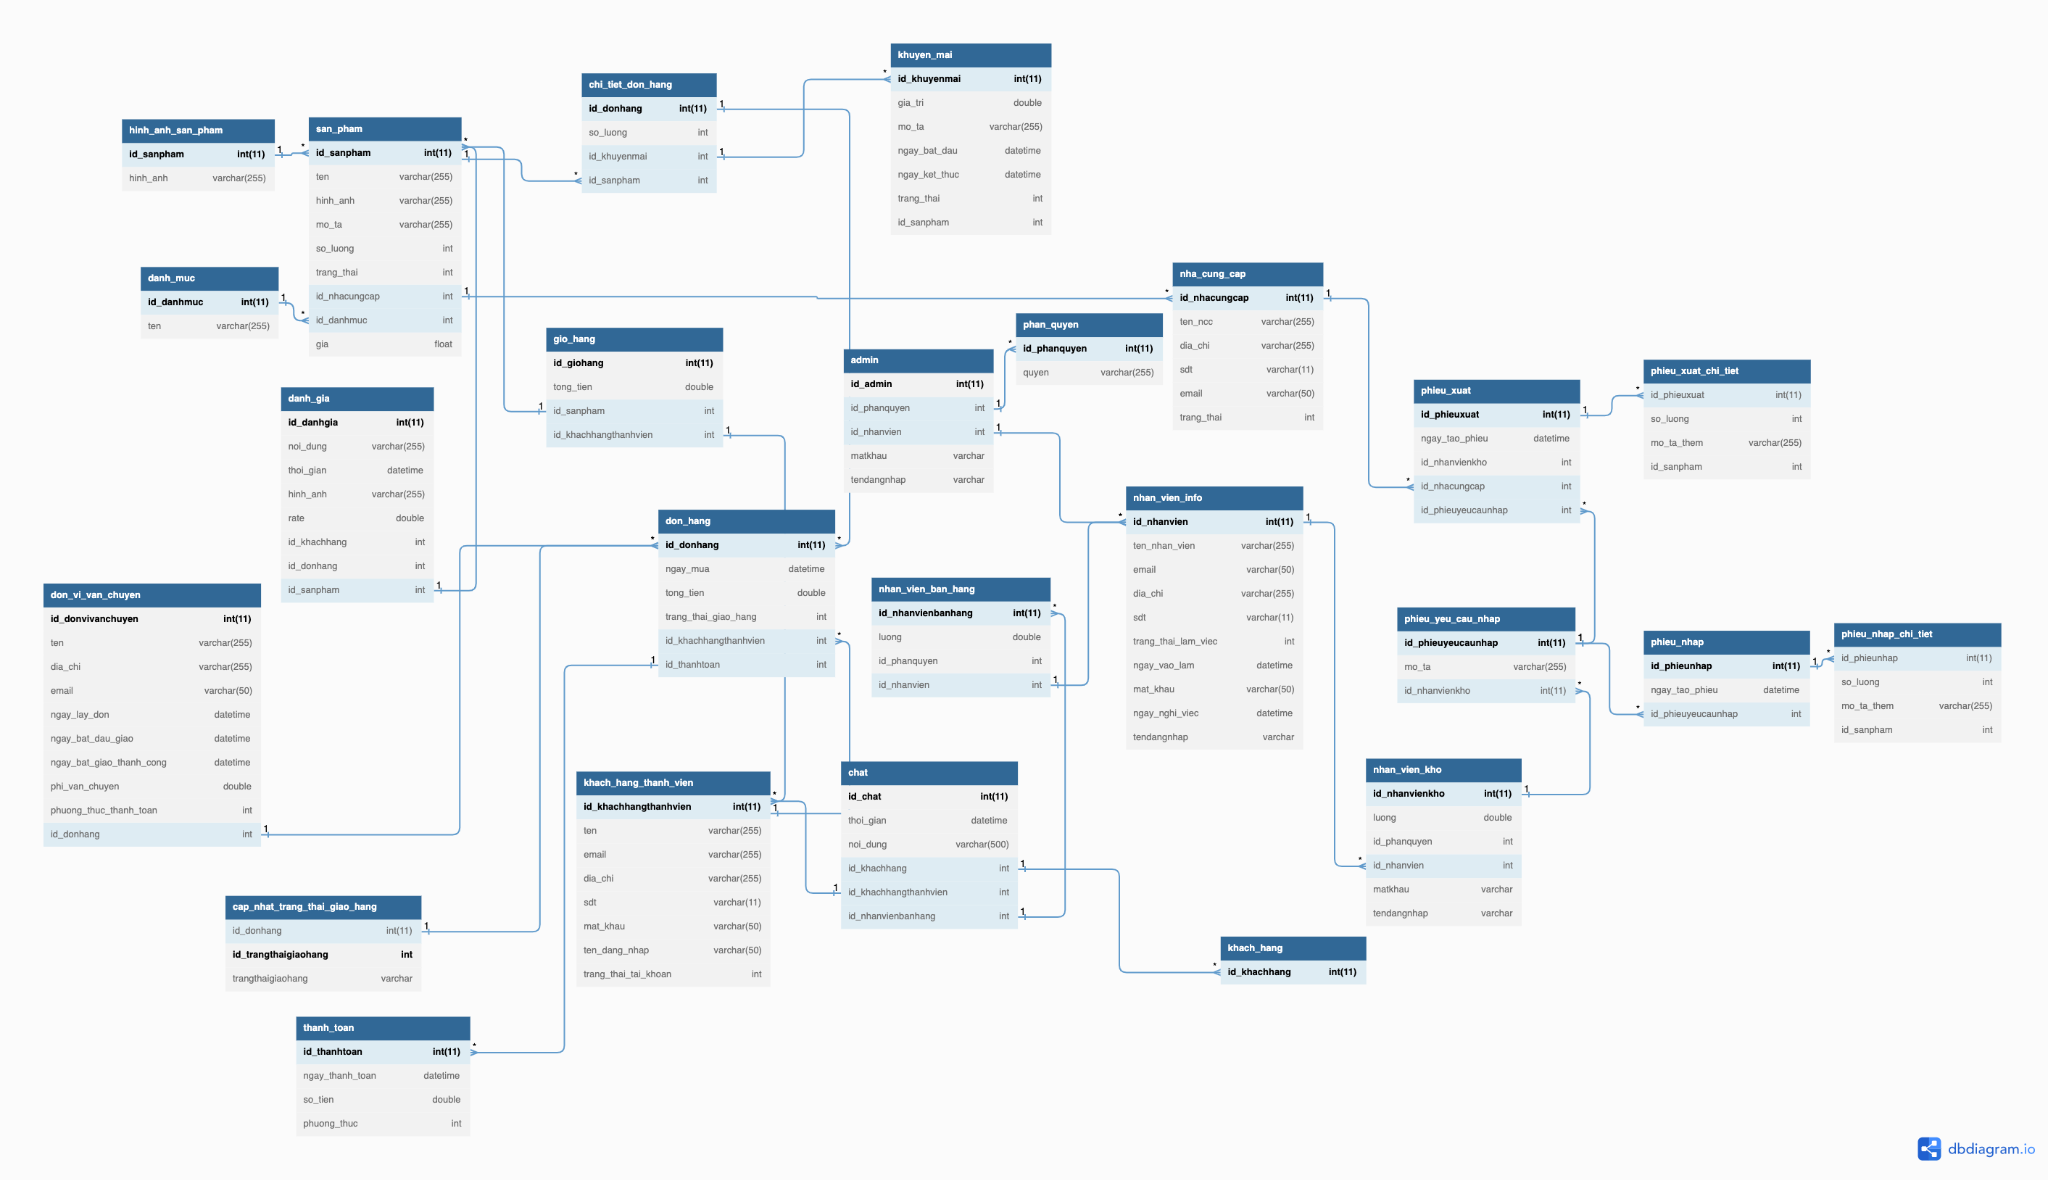 khuyen_mai
id_khuyenmai int(11)
gia_tri double
mo_ta varchar(255)
ngay_bat_dau datetime
ngay_ket_thuc datetime
trang_thai int
id_sanpham int
chi_tiet_don_hang
id_donhang int(11)
so_luong int
id_khuyenmai int
id_sanpham int
hinh_anh_san_pham
id_sanpham int(11)
hinh_anh varchar(255)
san_pham
id_sanpham int(11)
ten varchar(255)
hinh_anh varchar(255)
mo_ta varchar(255)
so_luong int
trang_thai int
id_nhacungcap int
id_danhmuc int
gia float
danh_muc
id_danhmuc int(11)
ten varchar(255)
nha_cung_cap
id_nhacungcap int(11)
ten_ncc varchar(255)
dia_chi varchar(255)
sdt varchar(11)
email varchar(50)
trang_thai int
phan_quyen
id_phanquyen int(11)
quyen varchar(255)
gio_hang
id_giohang int(11)
tong_tien double
id_sanpham int
id_khachhangthanhvien int
admin
id_admin int(11)
id_phanquyen int
id_nhanvien int
matkhau varchar
tendangnhap varchar
phieu_xuat
id_phieuxuat int(11)
ngay_tao_phieu datetime
id_nhanvienkho int
id_nhacungcap int
id_phieuyeucaunhap int
phieu_xuat_chi_tiet
id_phieuxuat int(11)
so_luong int
mo_ta_them varchar(255)
id_sanpham int
danh_gia
id_danhgia int(11)
noi_dung varchar(255)
thoi_gian datetime
hinh_anh varchar(255)
rate double
id_khachhang int
id_donhang int
id_sanpham int
nhan_vien_info
id_nhanvien int(11)
ten_nhan_vien varchar(255)
email varchar(50)
dia_chi varchar(255)
sdt varchar(11)
trang_thai_lam_viec int
ngay_vao_lam datetime
mat_khau varchar(50)
ngay_nghi_viec datetime
tendangnhap varchar
don_hang
id_donhang int(11)
ngay_mua datetime
tong_tien double
trang_thai_giao_hang int
id_khachhangthanhvien int
id_thanhtoan int
nhan_vien_ban_hang
id_nhanvienbanhang int(11)
luong double
id_phanquyen int
id_nhanvien int
don_vi_van_chuyen
id_donvivanchuyen int(11)
ten varchar(255)
dia_chi varchar(255)
email varchar(50)
ngay_lay_don datetime
ngay_bat_dau_giao datetime
ngay_bat_giao_thanh_cong datetime
phi_van_chuyen double
phuong_thuc_thanh_toan int
id_donhang int
phieu_yeu_cau_nhap
id_phieuyeucaunhap int(11)
mo_ta varchar(255)
id_nhanvienkho int(11)
phieu_nhap
id_phieunhap int(11)
ngay_tao_phieu datetime
id_phieuyeucaunhap int
phieu_nhap_chi_tiet
id_phieunhap int(11)
so_luong int
mo_ta_them varchar(255)
id_sanpham int
khach_hang_thanh_vien
id_khachhangthanhvien int(11)
ten varchar(255)
email varchar(255)
dia_chi varchar(255)
sdt varchar(11)
mat_khau varchar(50)
ten_dang_nhap varchar(50)
trang_thai_tai_khoan int
chat
id_chat int(11)
thoi_gian datetime
noi_dung varchar(500)
id_khachhang int
id_khachhangthanhvien int
id_nhanvienbanhang int
nhan_vien_kho
id_nhanvienkho int(11)
luong double
id_phanquyen int
id_nhanvien int
matkhau varchar
tendangnhap varchar
cap_nhat_trang_thai_giao_hang
id_donhang int(11)
id_trangthaigiaohang int
trangthaigiaohang varchar
khach_hang
id_khachhang int(11)
thanh_toan
id_thanhtoan int(11)
ngay_thanh_toan datetime
so_tien double
phuong_thuc int
dbdiagram.io